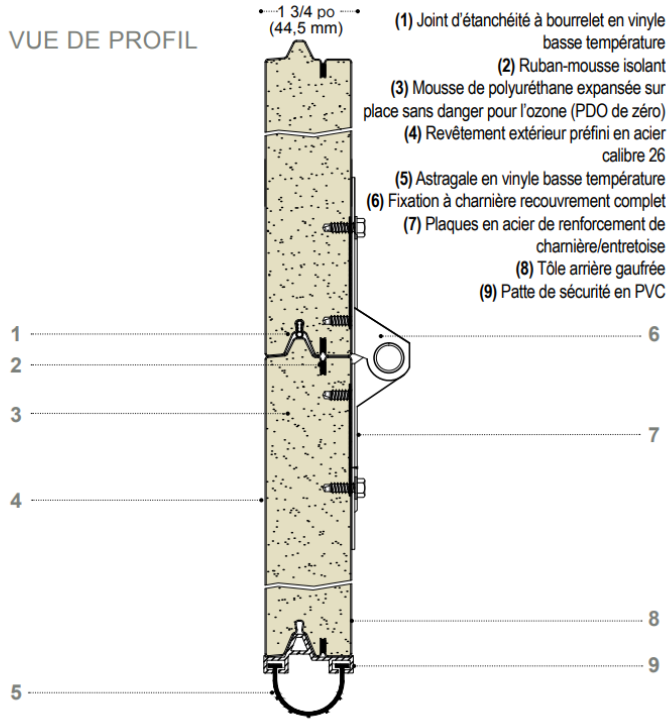 VUE DE PROFIL
1 3/4 po
(44,5 mm)
(1) Joint d'étanchéité à bourrelet en vinyle
basse température
(2) Ruban-mousse isolant
(3) Mousse de polyuréthane expansée sur
place sans danger pour l'ozone (PDO de zéro)
(4) Revêtement extérieur préfini en acier
calibre 26
(5) Astragale en vinyle basse température
(6) Fixation à charnière recouvrement complet
(7) Plaques en acier de renforcement de
charnière/entretoise
(8) Tôle arrière gaufrée
(9) Patte de sécurité en PVC
1
2
3
4
5
6
7
8
9